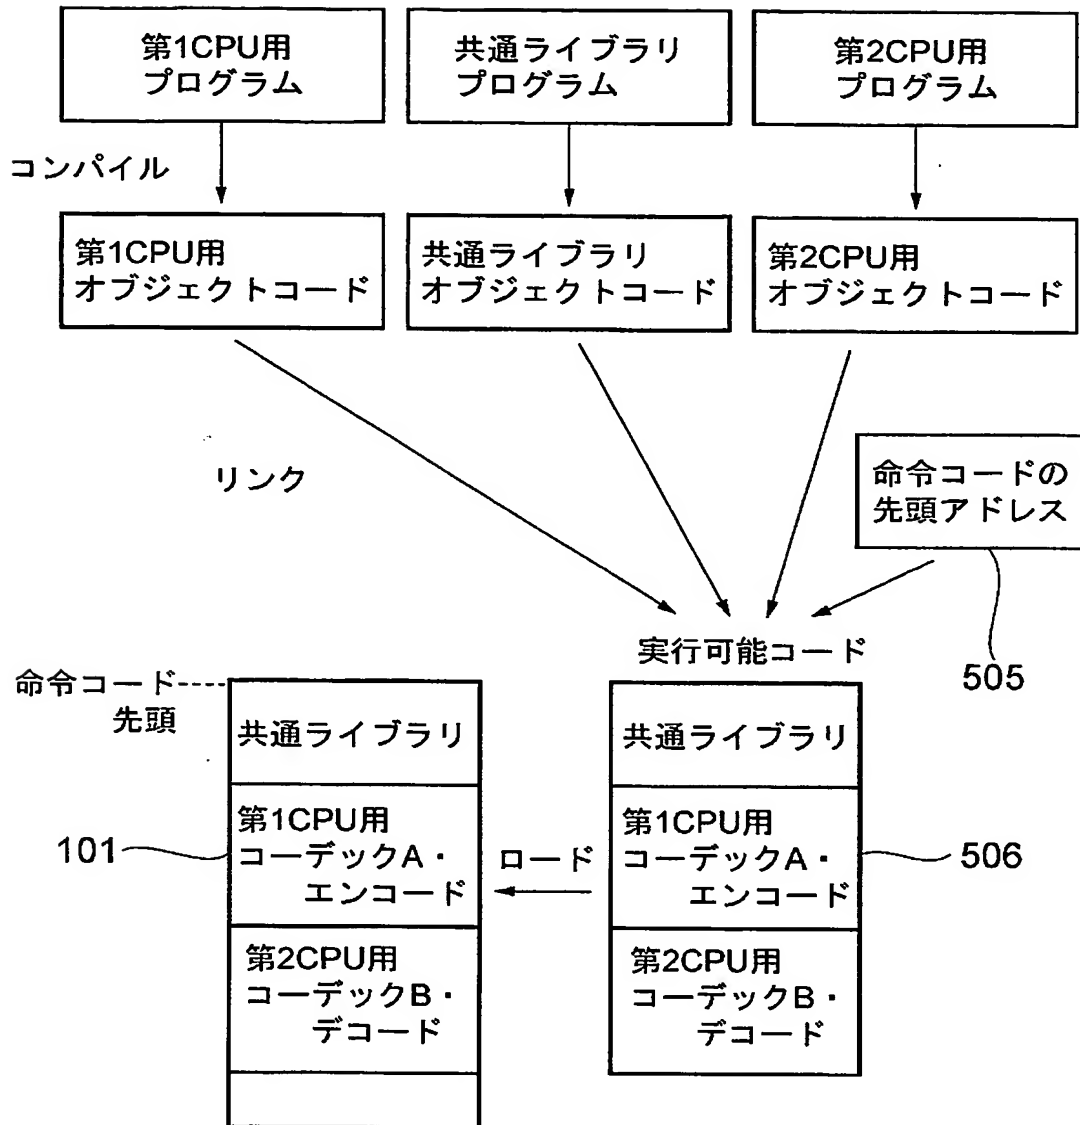 第1CPU用
プログラム
共通ライブラリ
プログラム
第2CPU用
プログラム
コンパイル
第1CPU用
オブジェクトコード
共通ライブラリ
オブジェクトコード
第2CPU用
オブジェクトコード
リンク
命令コードの
先頭アドレス
505
実行可能コード
命令コード
先頭
共通ライブラリ
第1CPU用
コーデックA・
エンコード
第2CPU用
コーデックB・
デコード
101
ロード
共通ライブラリ
第1CPU用
コーデックA・
エンコード
第2CPU用
コーデックB・
デコード
506